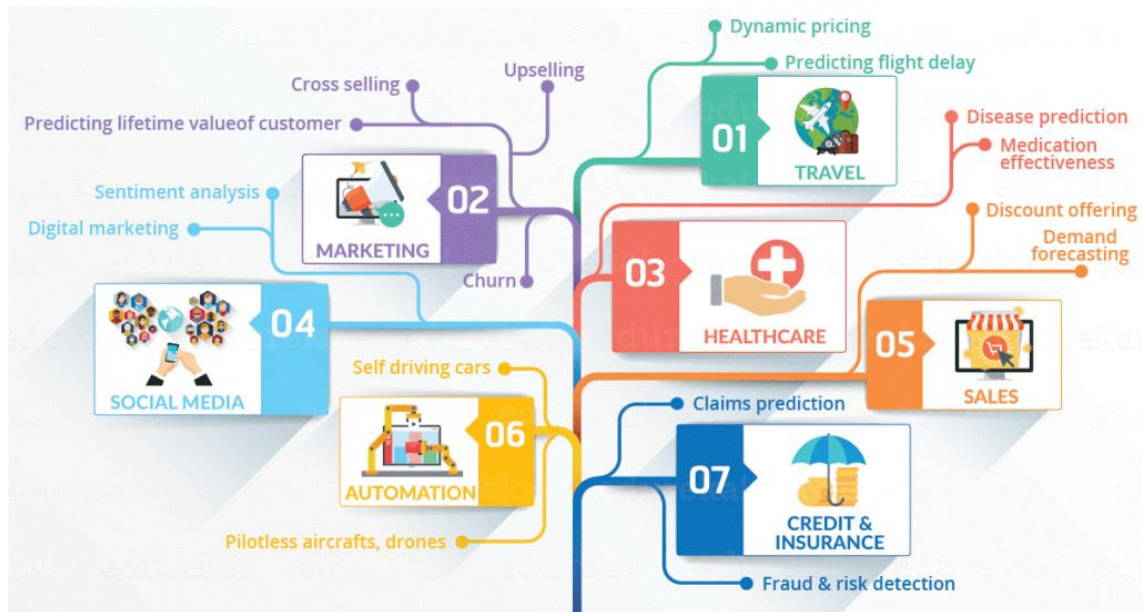 Dynamic pricing
Predicting flight delay
01
TRAVEL
Upselling
Cross selling
Predicting lifetime valueof customer
02
MARKETING
Churn
Disease prediction
Medication
effectiveness
03
HEALTHCARE
Sentiment analysis
Digital marketing
04
SOCIAL MEDIA
Discount offering
Demand
forecasting
05
SALES
Self driving cars
06
AUTOMATION
Pilotless aircrafts, drones
Claims prediction
07
CREDIT &
INSURANCE
Fraud & risk detection
edureka!